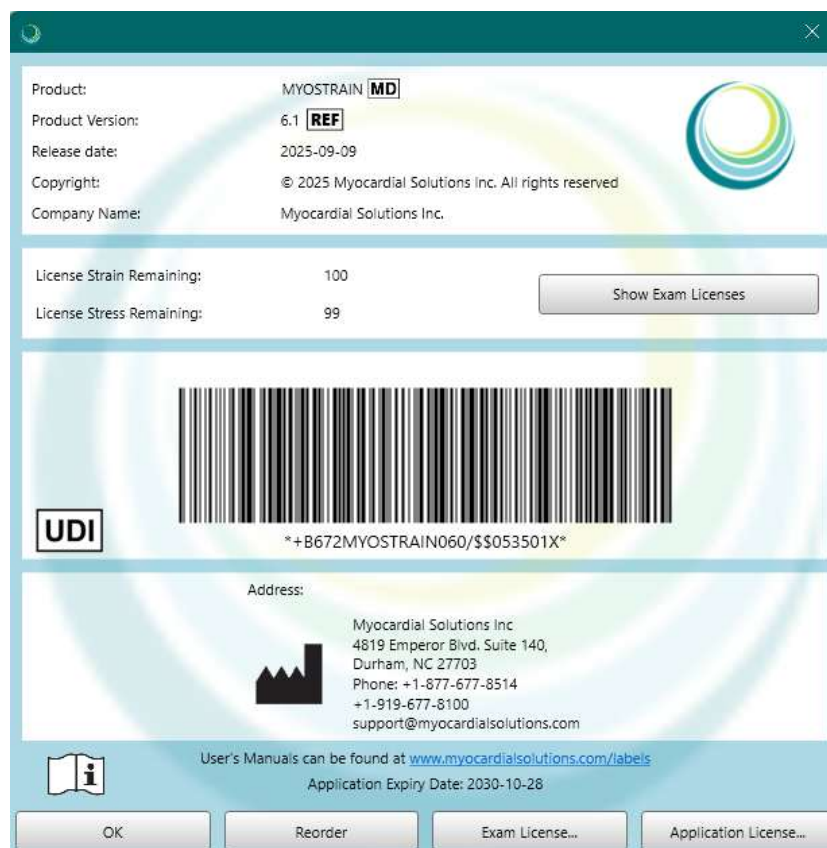 Product: MYOSTRAIN MD
Product Version: 6.1 REF
Release date: 2025-09-09
Copyright: © 2025 Myocardial Solutions Inc. All rights reserved
Company Name: Myocardial Solutions Inc.
License Strain Remaining: 100
Show Exam Licenses
License Stress Remaining: 99
UDI
*+B672MYOSTRAIN060/$$053501X*
Address:
Myocardial Solutions Inc
4819 Emperor Blvd. Suite 140,
Durham, NC 27703
Phone: +1-877-677-8514
+1-919-677-8100
support@myocardialsolutions.com
User's Manuals can be found at www.myocardialsolutions.com/labels
Application Expiry Date: 2030-10-28
OK Reorder Exam License... Application License...